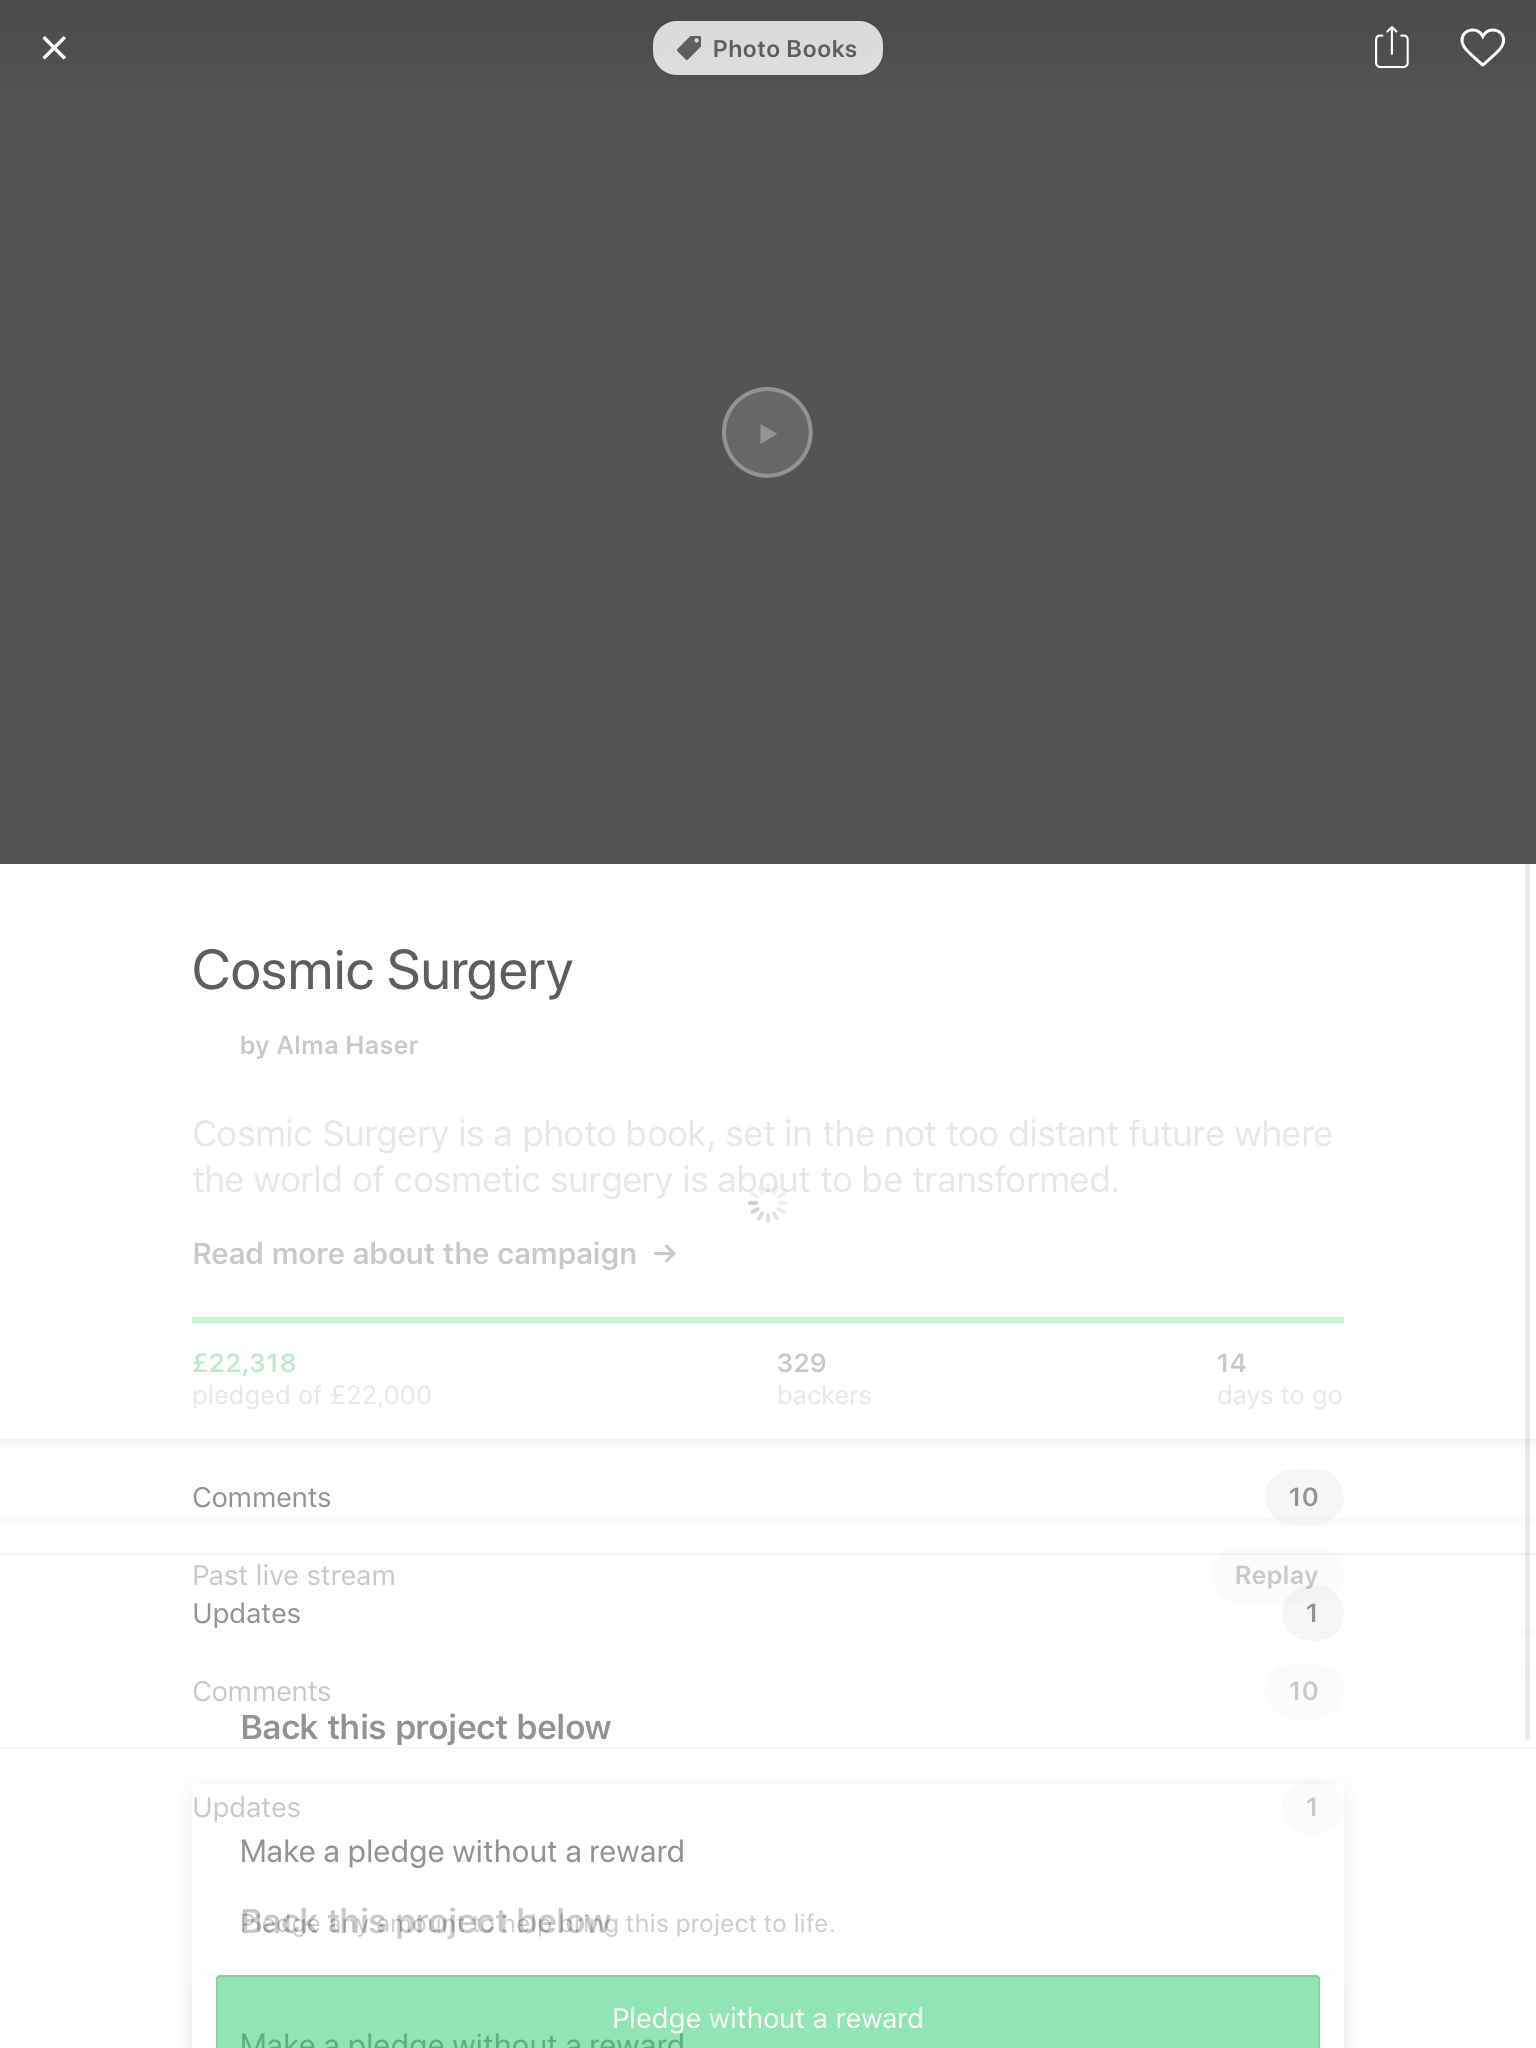 Photo Books
Cosmic Surgery
by Alma Haser
Cosmic Surgery is a photo book, set in the not too distant future where
the world of cosmetic surgery is about to be transformed.
Read more about the campaign →
£22,318
pledged of £22,000
329
backers
14
days to go
Comments 10
Past live stream Replay
Updates 1
Comments 10
Back this project below
Updates 1
Make a pledge without a reward
Back this project below
Pledge any amount to help bring this project to life.
Pledge without a reward
Make a pledge without a reward